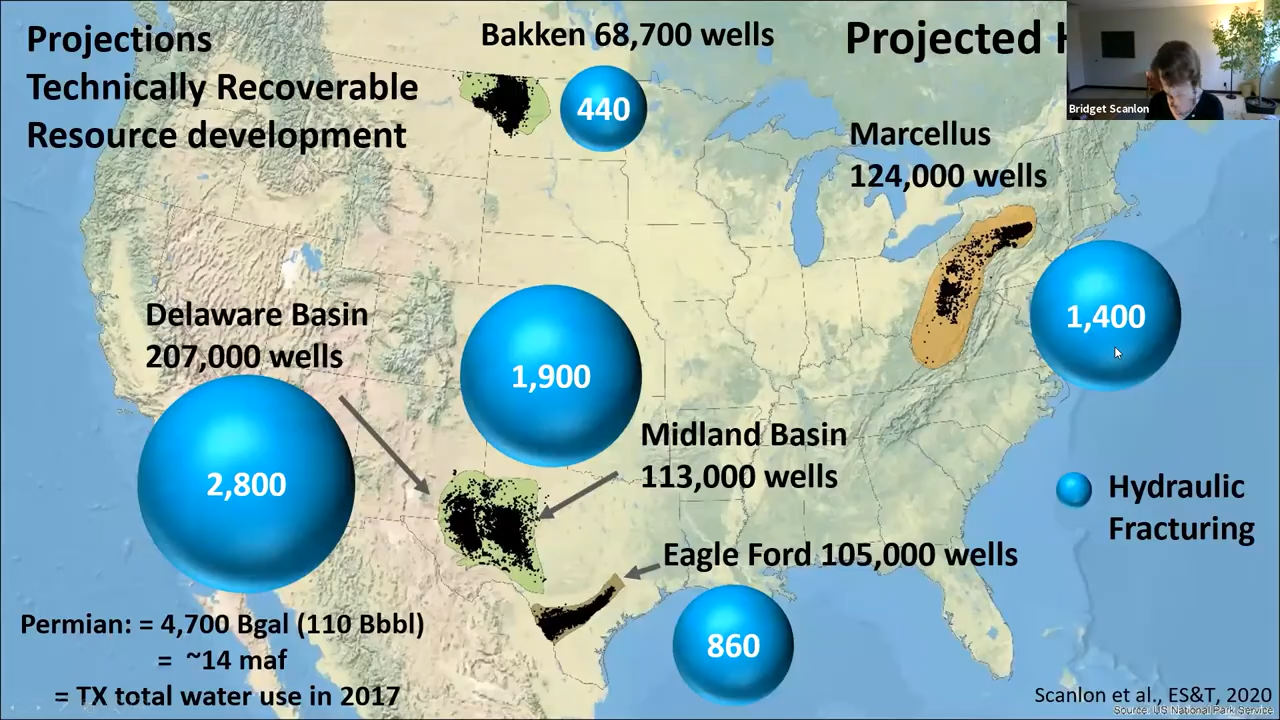 Projections
Technically Recoverable
Resource development
Bakken 68,700 wells
440
Projected
Bridget Scanlon
Marcellus
124,000 wells
1,400
Delaware Basin
207,000 wells
2,800
1,900
Midland Basin
113,000 wells
Hydraulic
Fracturing
Eagle Ford 105,000 wells
860
Permian: = 4,700 Bgal (110 Bbbl)
= ~14 maf
= TX total water use in 2017
Scanlon et al., ES&T, 2020
Source: US National Park Service